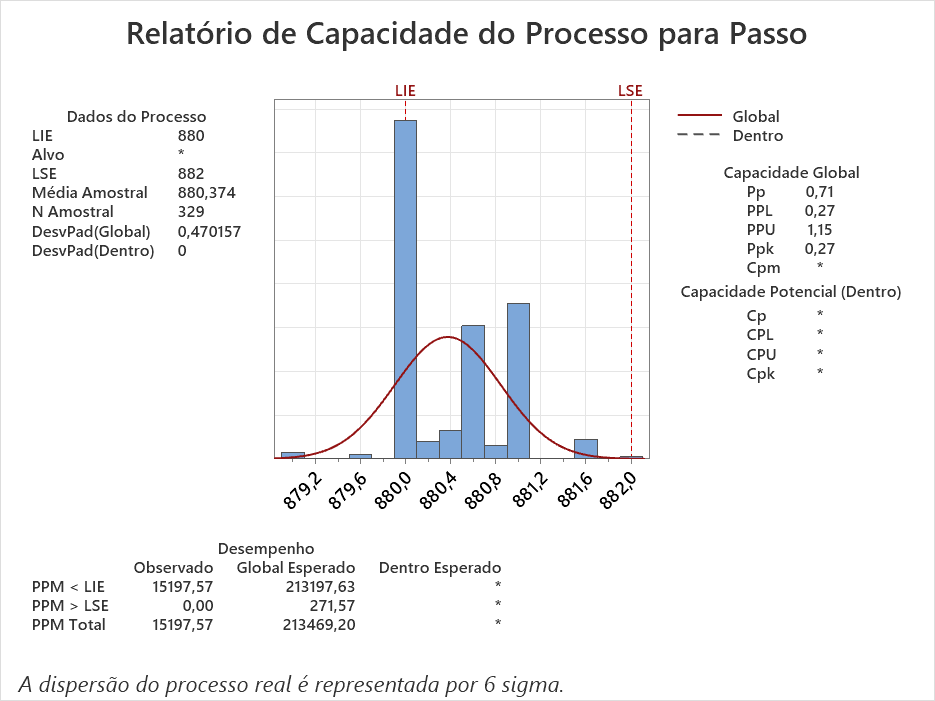 Relatório de Capacidade do Processo para Passo
LIE
LSE
Dados do Processo
LIE 880
Alvo *
LSE 882
Média Amostral 880,374
N Amostral 329
DesvPad(Global) 0,470157
DesvPad(Dentro) 0
Global
Dentro
Capacidade Global
Pp 0,71
PPL 0,27
PPU 1,15
Ppk 0,27
Cpm *
Capacidade Potencial (Dentro)
Cp *
CPL *
CPU *
Cpk *
879,2 879,6 880,0 880,4 880,8 881,2 881,6 882,0
Desempenho
Observado Global Esperado Dentro Esperado
PPM < LIE 15197,57 213197,63 *
PPM > LSE 0,00 271,57 *
PPM Total 15197,57 213469,20 *
A dispersão do processo real é representada por 6 sigma.